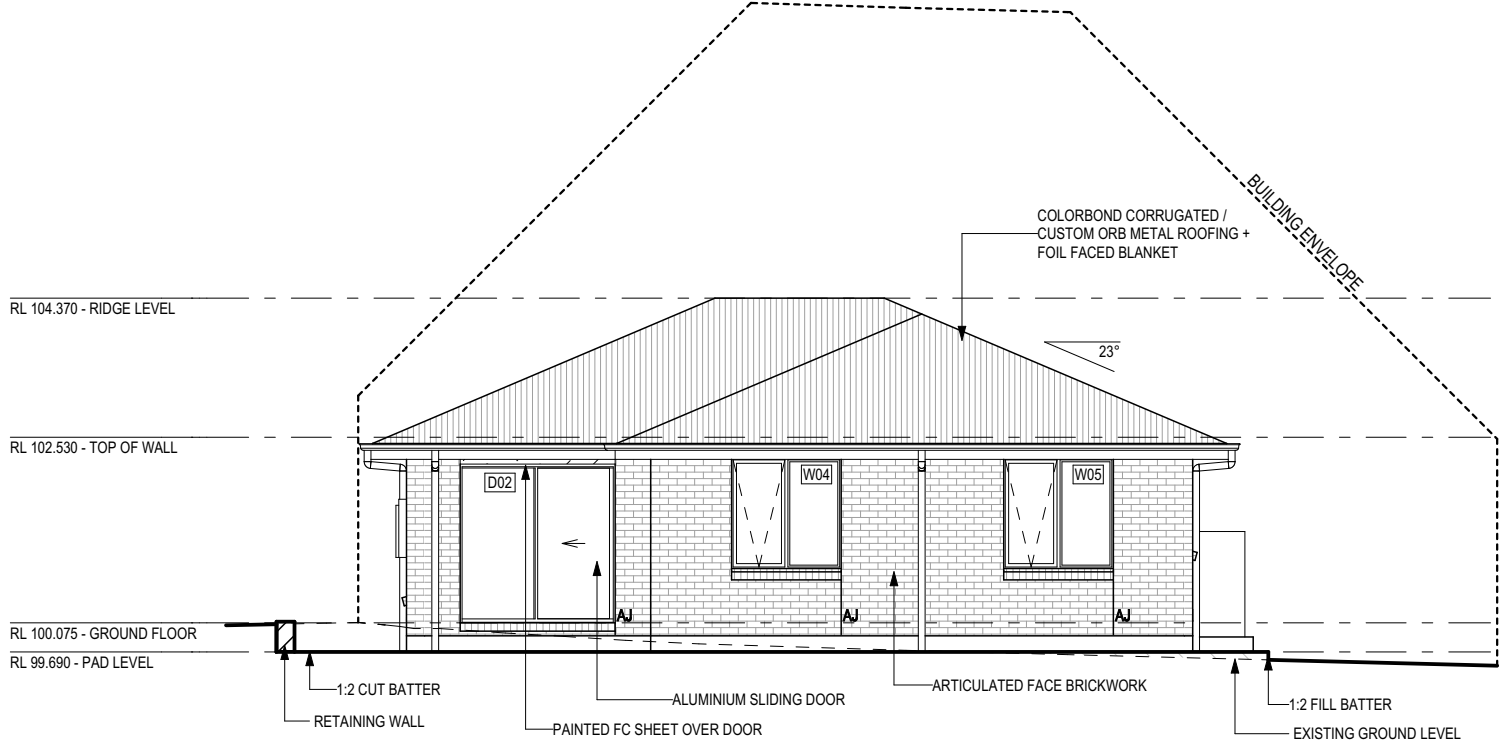 BUILDING ENVELOPE
COLORBOND CORRUGATED /
CUSTOM ORB METAL ROOFING +
FOIL FACED BLANKET
RL 104.370 - RIDGE LEVEL
23°
RL 102.530 - TOP OF WALL
D02
W04
W05
AJ
AJ
AJ
RL 100.075 - GROUND FLOOR
RL 99.690 - PAD LEVEL
1:2 CUT BATTER
RETAINING WALL
ALUMINIUM SLIDING DOOR
PAINTED FC SHEET OVER DOOR
ARTICULATED FACE BRICKWORK
1:2 FILL BATTER
EXISTING GROUND LEVEL